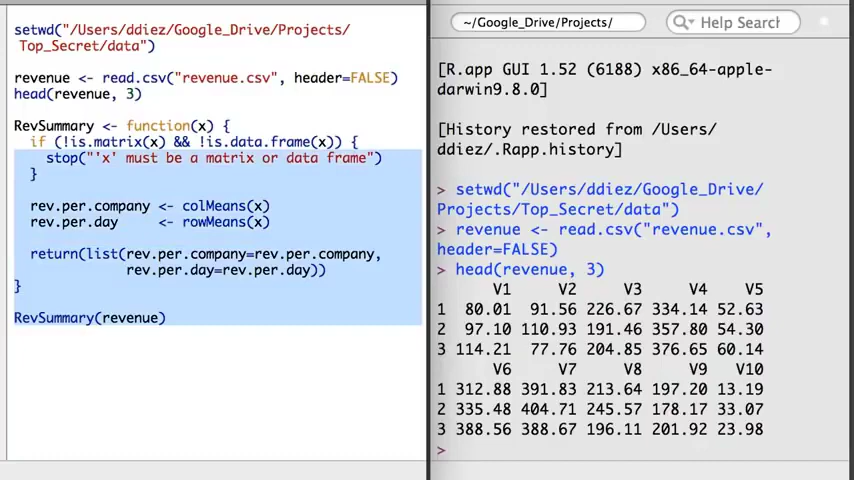 setwd("/Users/ddiez/Google_Drive/Projects/
Top_Secret/data")
revenue <- read.csv("revenue.csv", header=FALSE)
head(revenue, 3)
RevSummary <- function(x) {
if (!is.matrix(x) && !is.data.frame(x)) {
stop("'x' must be a matrix or data frame")
}
rev.per.company <- colMeans(x)
rev.per.day     <- rowMeans(x)
return(list(rev.per.company=rev.per.company,
rev.per.day=rev.per.day))
}
RevSummary(revenue)
~/Google_Drive/Projects/
Help Search
[R.app GUI 1.52 (6188) x86_64-apple-
darwin9.8.0]
[History restored from /Users/
ddiez/.Rapp.history]
> setwd("/Users/ddiez/Google_Drive/
Projects/Top_Secret/data")
> revenue <- read.csv("revenue.csv",
header=FALSE)
> head(revenue, 3)
V1 V2 V3 V4 V5
1 80.01 91.56 226.67 334.14 52.63
2 97.10 110.93 191.46 357.80 54.30
3 114.21 77.76 204.85 376.65 60.14
V6 V7 V8 V9 V10
1 312.88 391.83 213.64 197.20 13.19
2 335.48 404.71 245.57 178.17 33.07
3 388.56 388.67 196.11 201.92 23.98
>